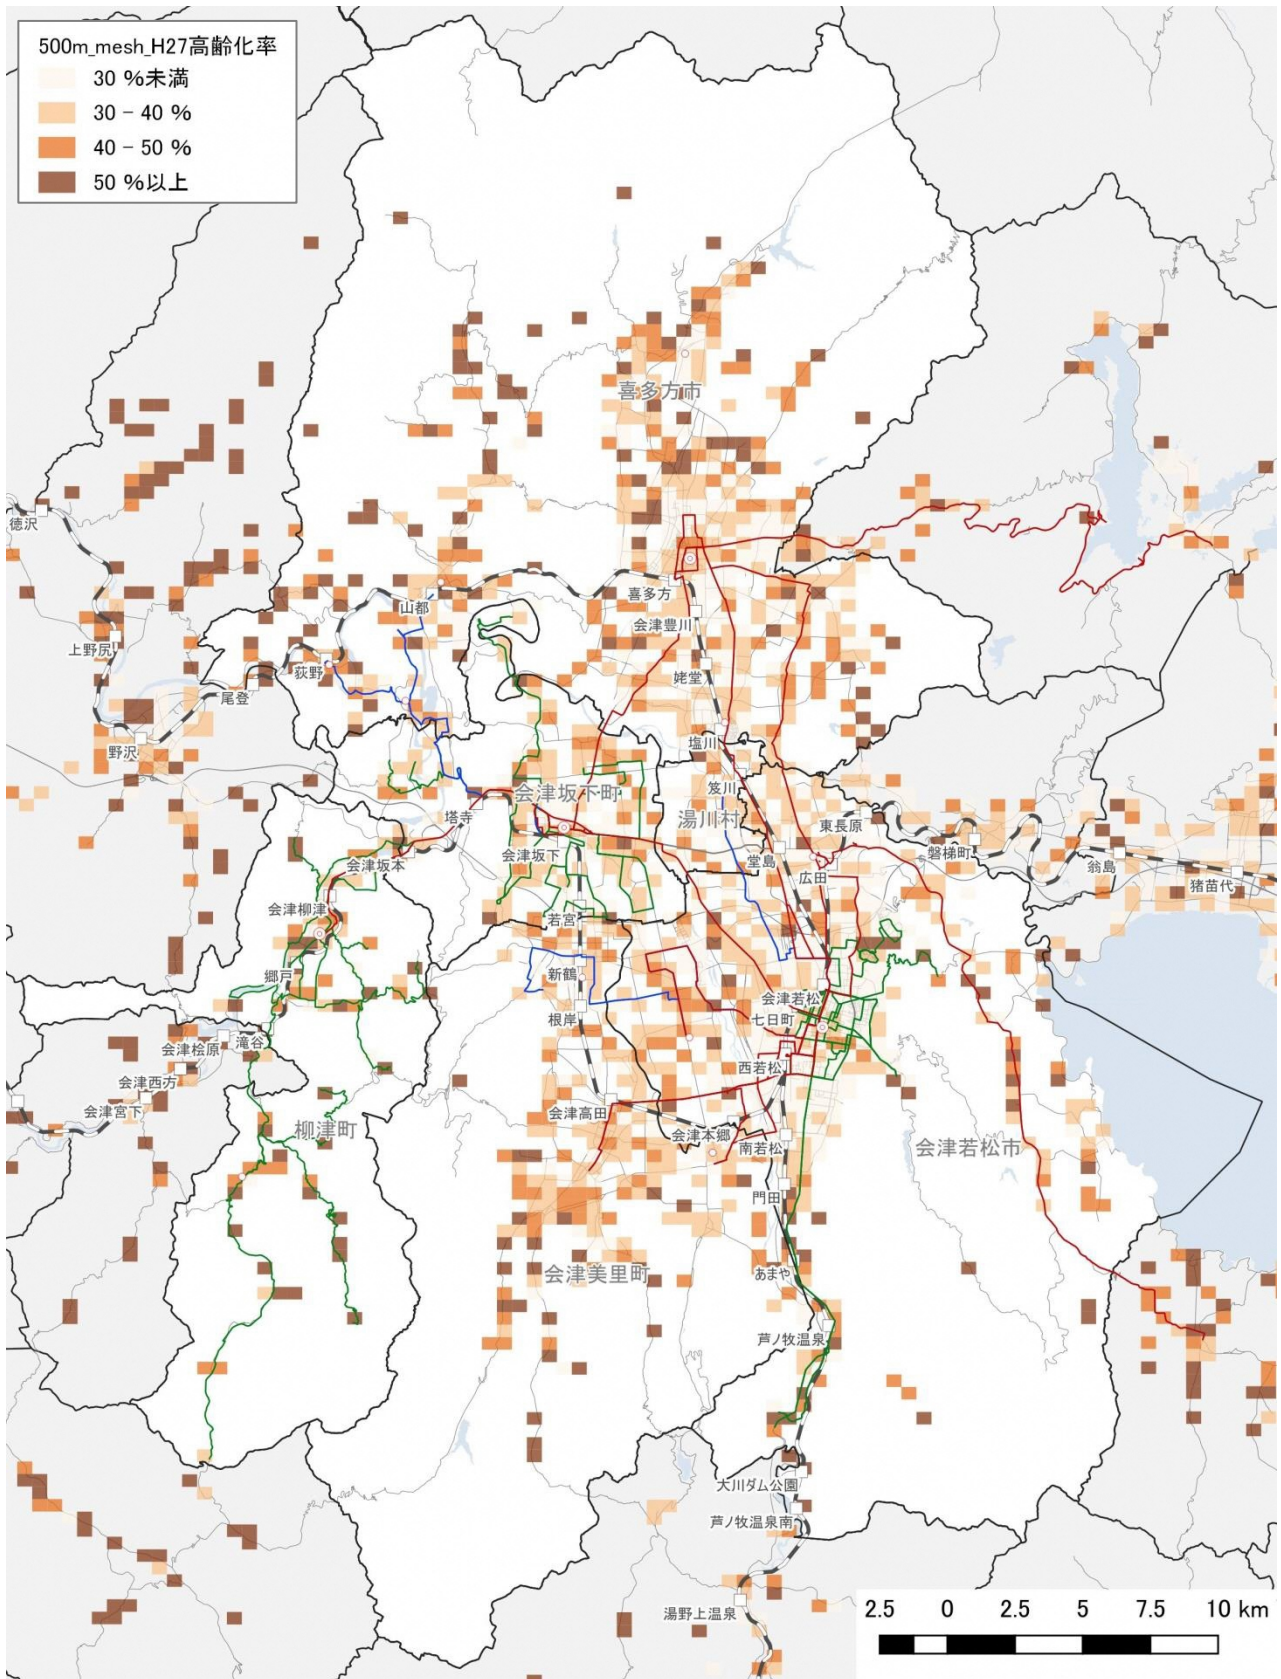 500m_mesh_H27高齢化率
30 %未満
30 – 40 %
40 – 50 %
50 %以上
喜多方市
徳沢
喜多方
山都
会津豊川
上野尻
荻野
姥堂
尾登
塩川
野沢
笈川
会津坂下町
湯川村
塔寺
東長原
磐梯町
会津坂下
会津坂本
堂島
広田
翁島
猪苗代
会津柳津
若宮
郷戸
新鶴
会津若松
七日町
根岸
滝谷
会津桧原
西若松
会津西方
会津宮下
会津高田
柳津町
会津本郷
南若松
会津若松市
門田
会津美里町
あまや
芦ノ牧温泉
大川ダム公園
芦ノ牧温泉南
湯野上温泉
2.5 0 2.5 5 7.5 10 km